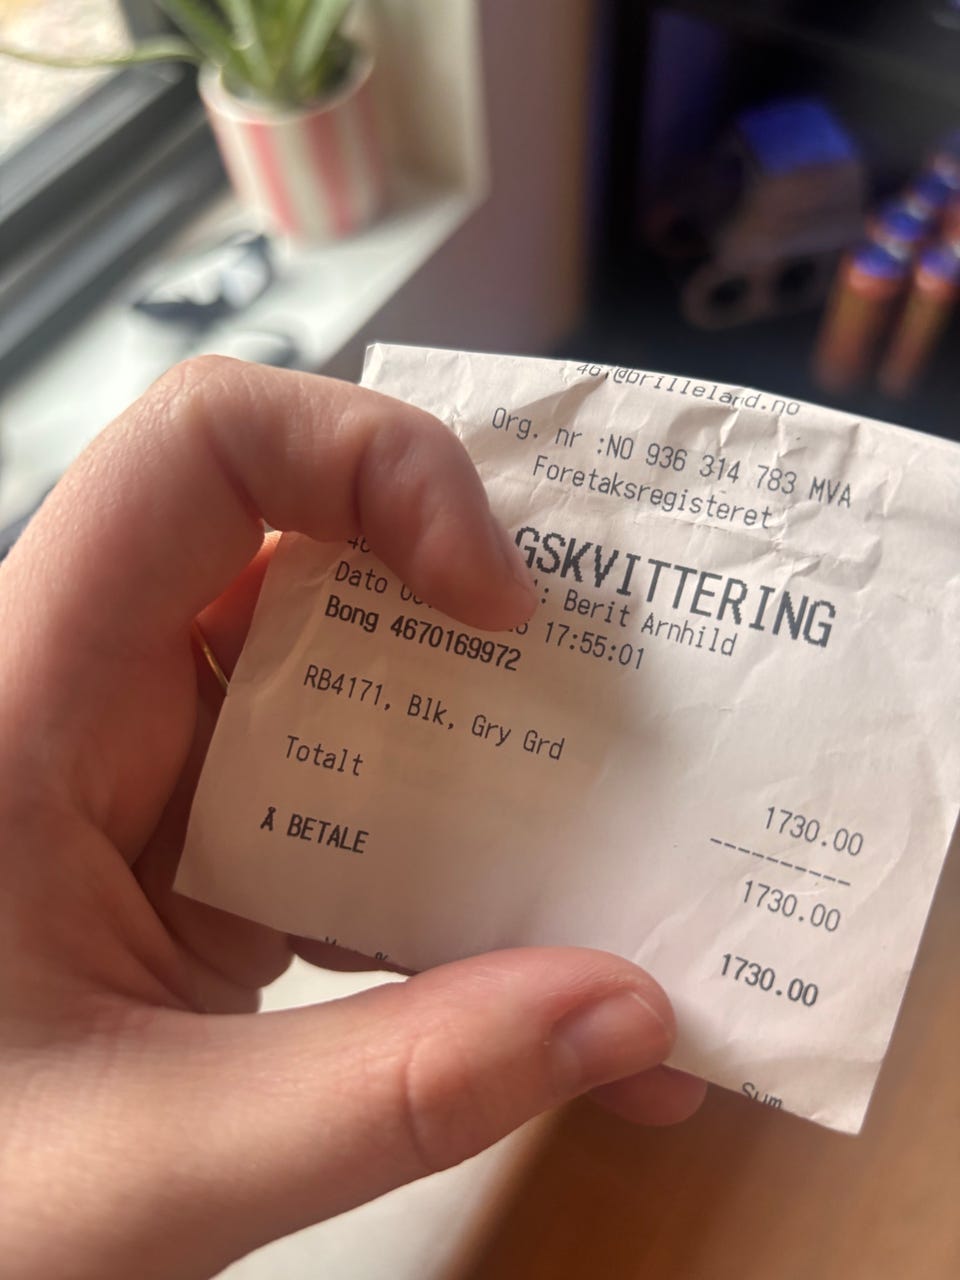 @brilleland.no
Org. nr :NO 936 314 783 MVA
Foretaksregisteret
GSKVITTERING
: Berit Arnhild
Dato 17:55:01
Bong 4670169972
RB4171, Blk, Gry Grd
1730.00
----------
Totalt 1730.00
Å BETALE 1730.00
% Sum